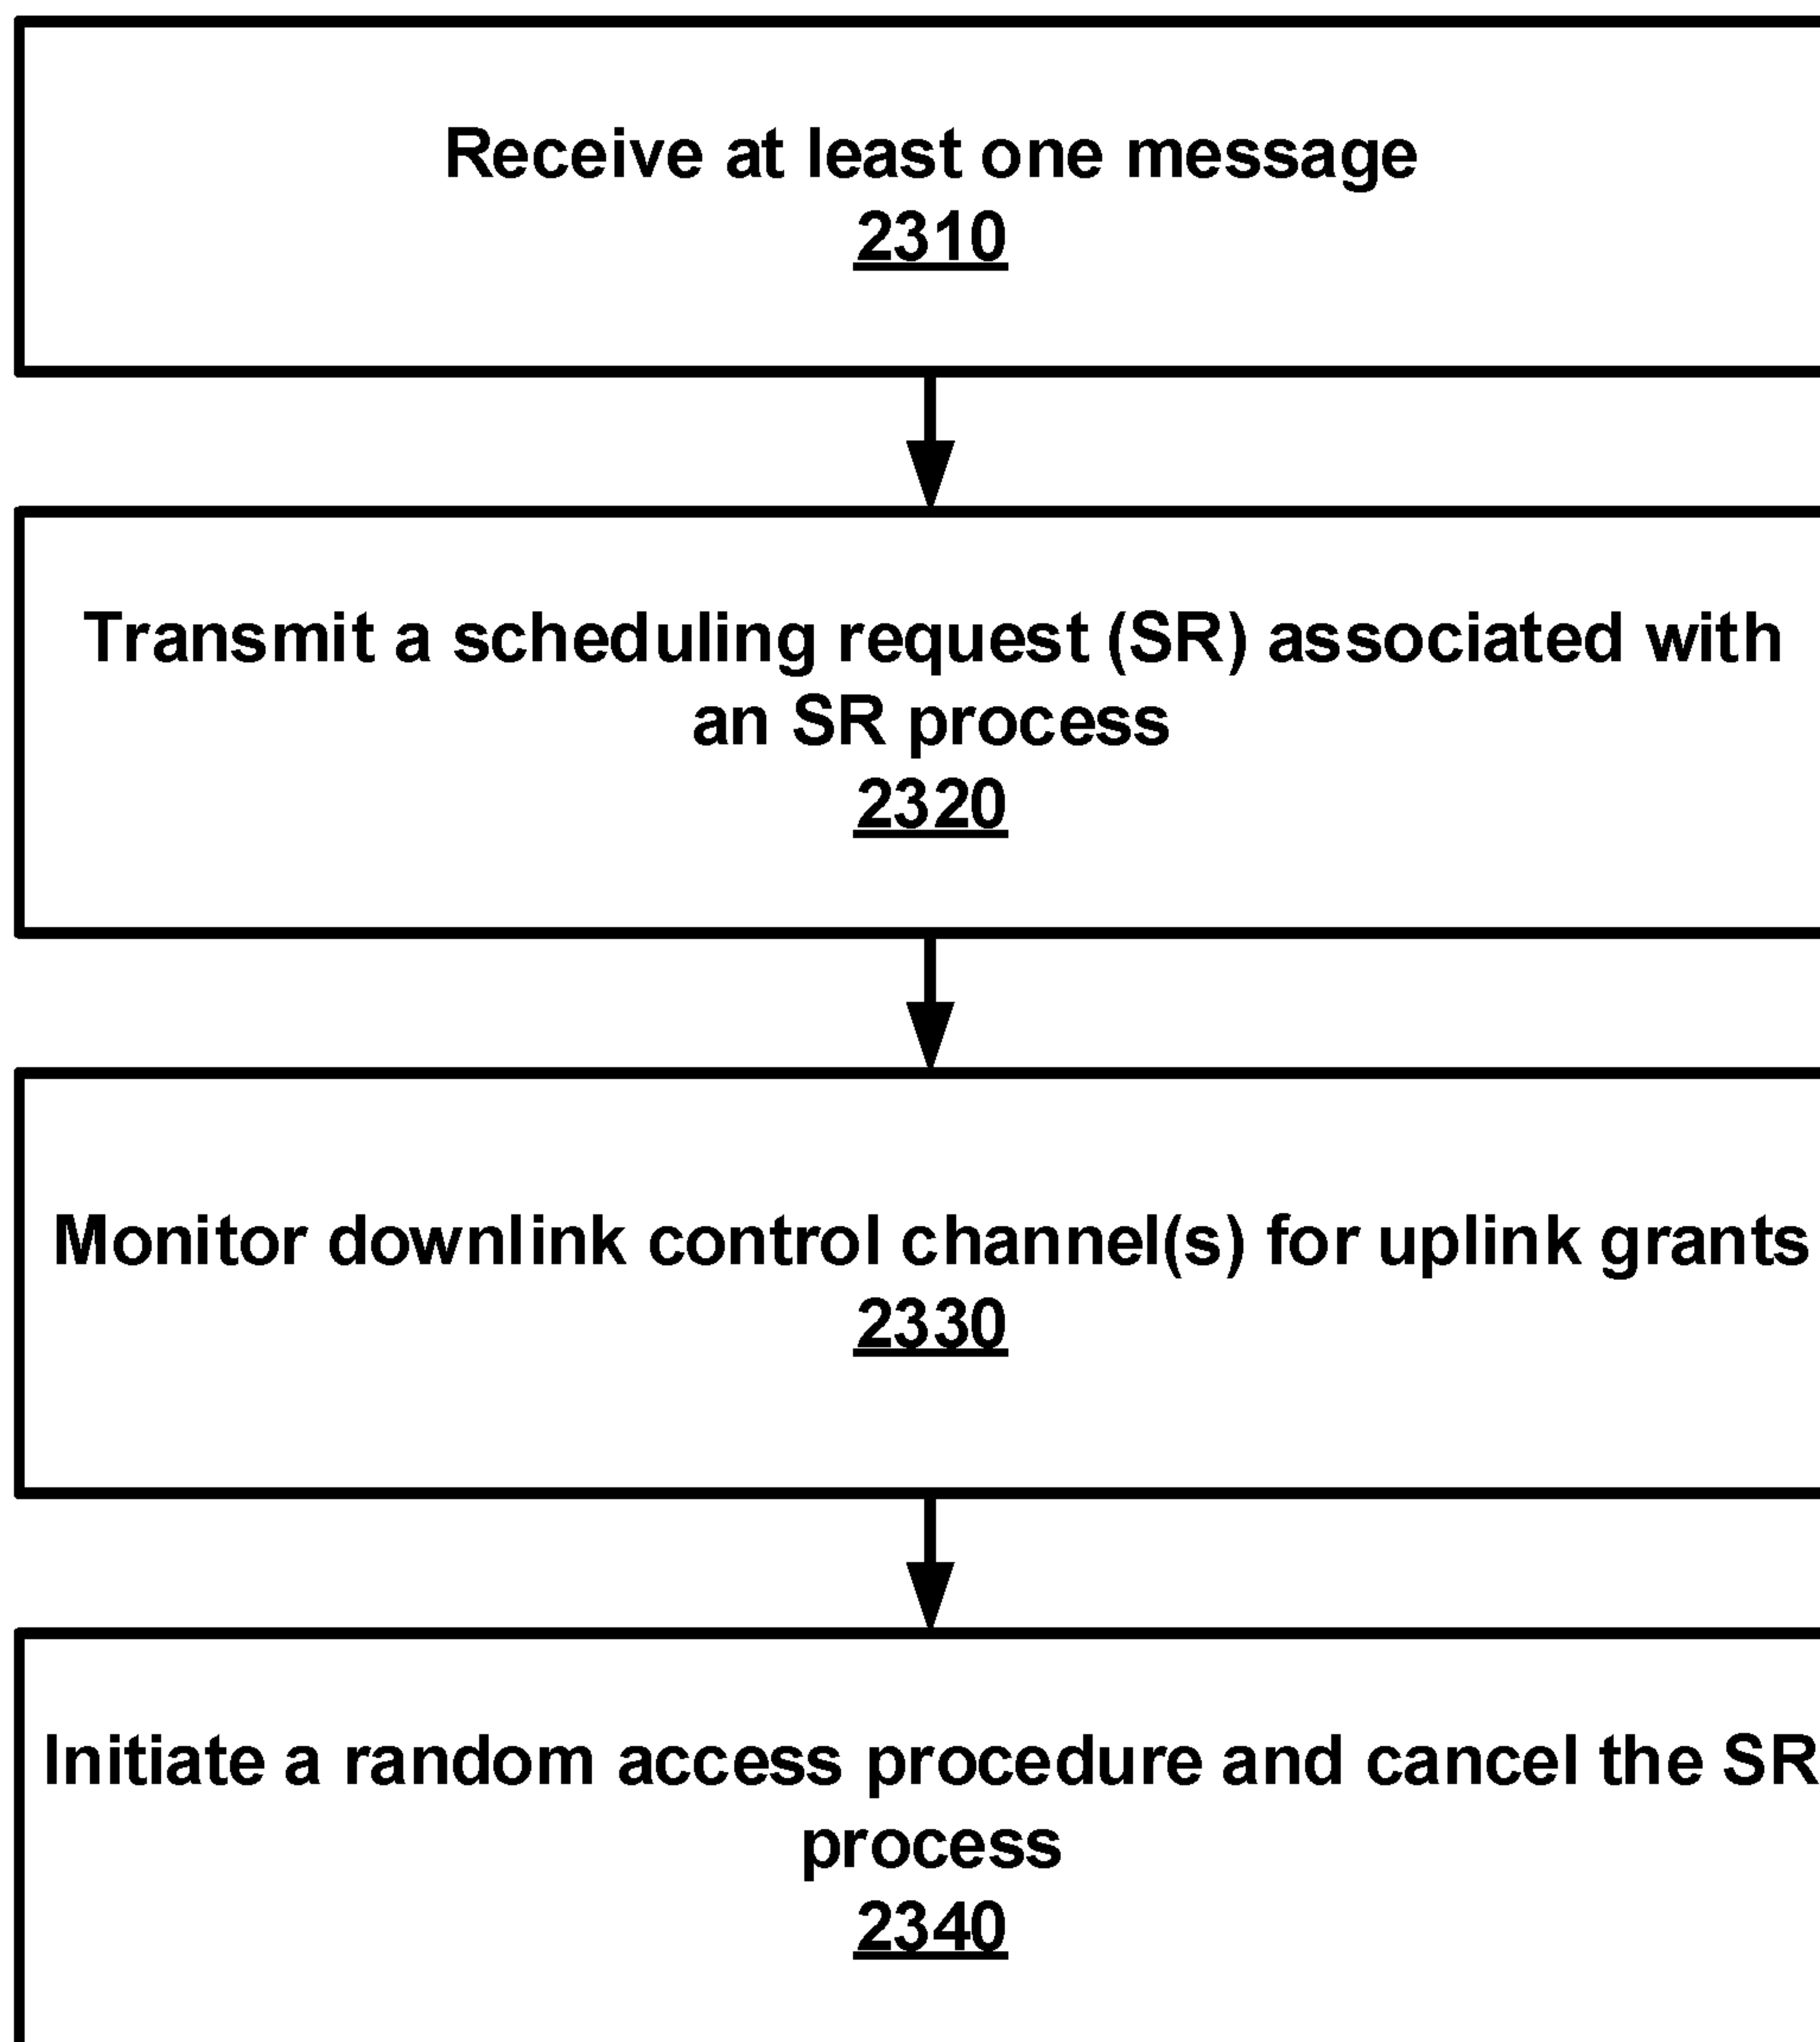 Receive at least one message
2310
Transmit a scheduling request (SR) associated with
an SR process
2320
Monitor downlink control channel(s) for uplink grants
2330
Initiate a random access procedure and cancel the SR
process
2340